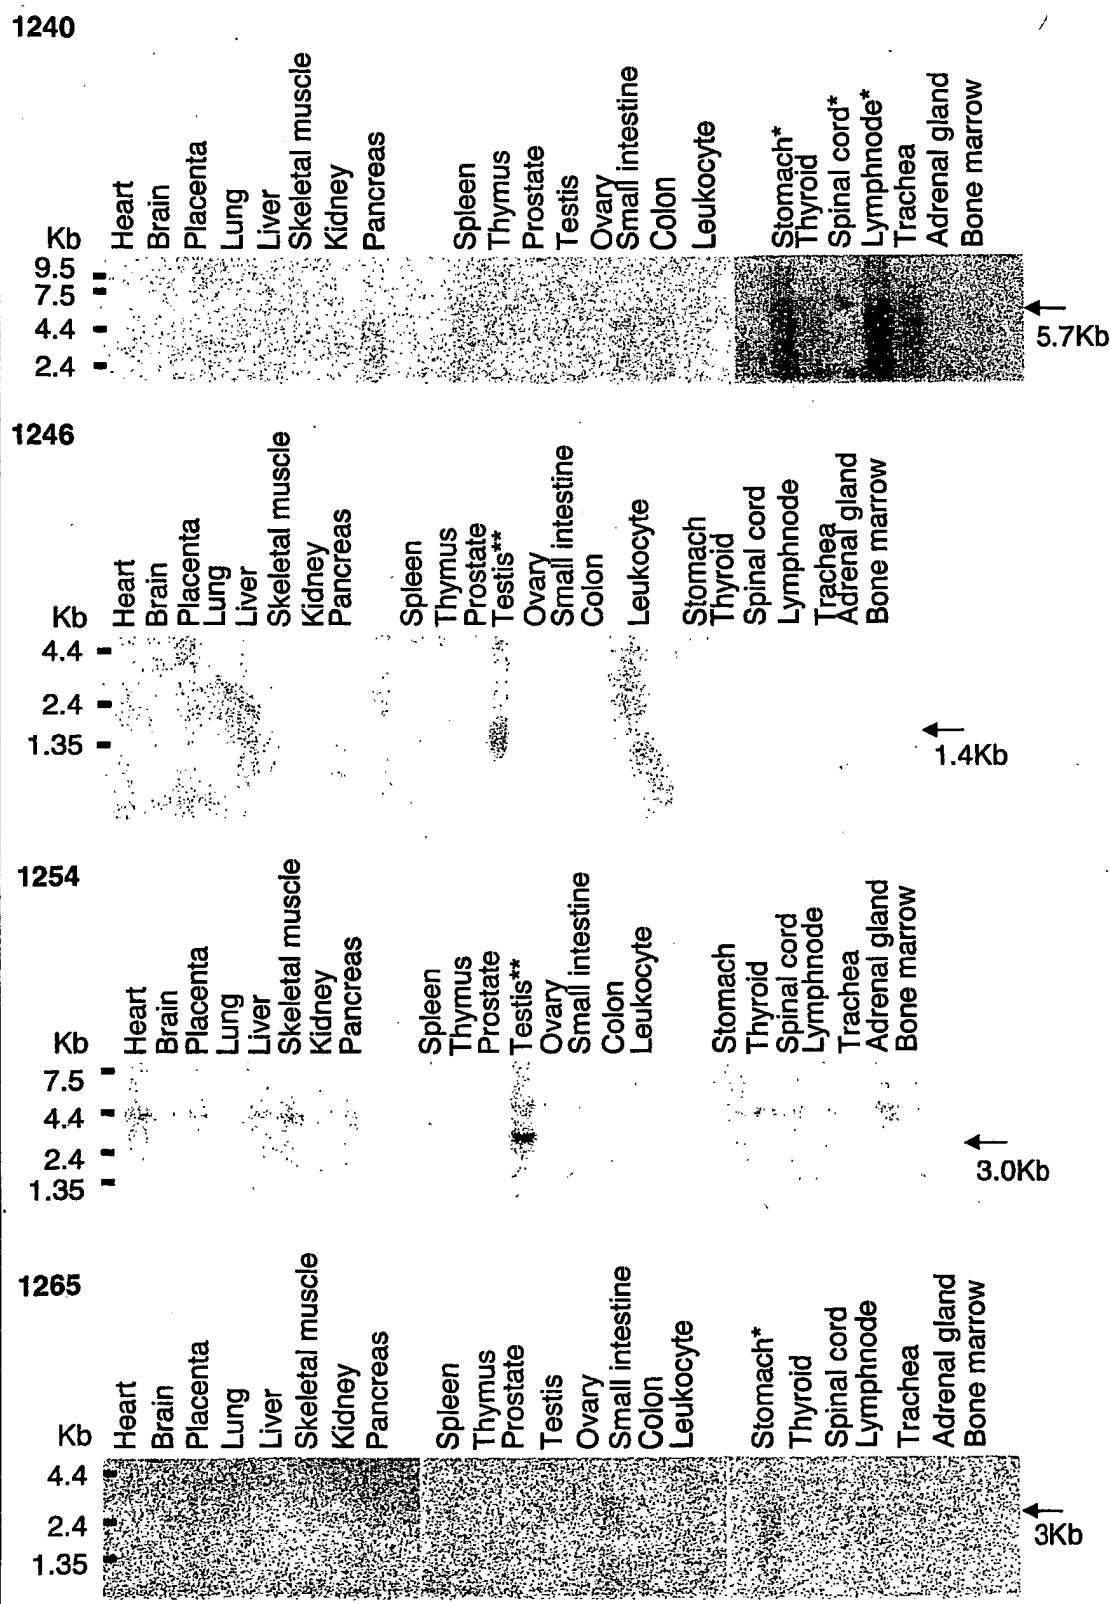 1240
Heart Brain Placenta Lung Liver Skeletal muscle Kidney Pancreas Spleen Thymus Prostate Testis Ovary Small intestine Colon Leukocyte Stomach* Thyroid Spinal cord* Lymphnode* Trachea Adrenal gland Bone marrow
Kb
9.5
7.5
4.4
2.4
5.7Kb
1246
Heart Brain Placenta Lung Liver Skeletal muscle Kidney Pancreas Spleen Thymus Prostate Testis** Ovary Small intestine Colon Leukocyte Stomach Thyroid Spinal cord Lymphnode Trachea Adrenal gland Bone marrow
Kb
4.4
2.4
1.35
1.4Kb
1254
Heart Brain Placenta Lung Liver Skeletal muscle Kidney Pancreas Spleen Thymus Prostate Testis** Ovary Small intestine Colon Leukocyte Stomach Thyroid Spinal cord Lymphnode Trachea Adrenal gland Bone marrow
Kb
7.5
4.4
2.4
1.35
3.0Kb
1265
Heart Brain Placenta Lung Liver Skeletal muscle Kidney Pancreas Spleen Thymus Prostate Testis Ovary Small intestine Colon Leukocyte Stomach* Thyroid Spinal cord Lymphnode Trachea Adrenal gland Bone marrow
Kb
4.4
2.4
1.35
3Kb